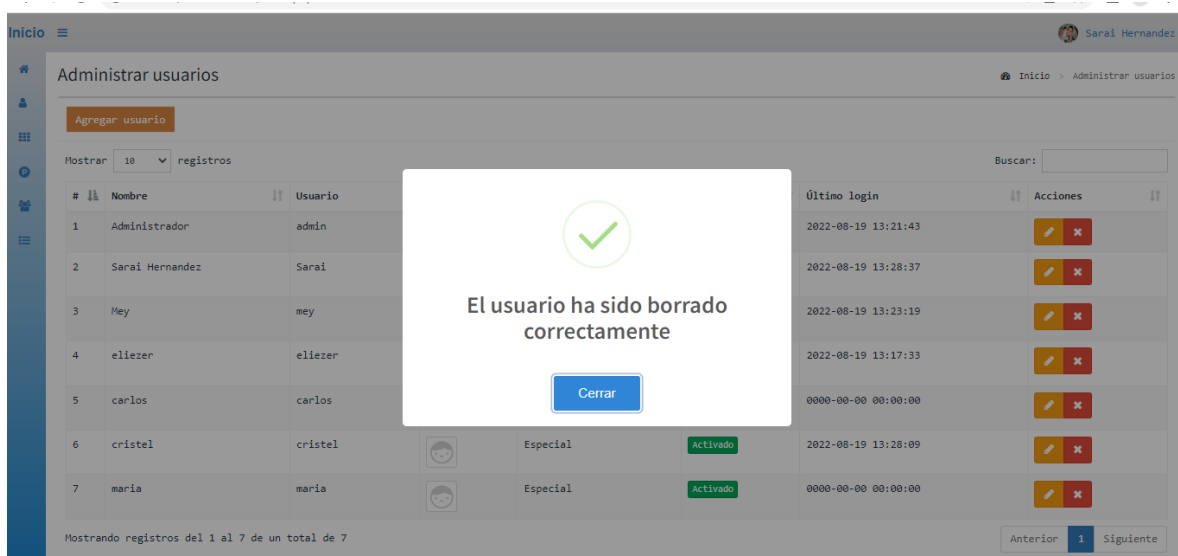 Inicio
Sarai Hernandez
Administrar usuarios
Inicio > Administrar usuarios
Agregar usuario
Mostrar 10 registros
Buscar:
# Nombre Usuario Último login Acciones
1 Administrador admin 2022-08-19 13:21:43
2 Sarai Hernandez Sarai 2022-08-19 13:28:37
3 Mey mey 2022-08-19 13:23:19
4 eliezer eliezer 2022-08-19 13:17:33
5 carlos carlos 0000-00-00 00:00:00
6 cristel cristel Especial Activado 2022-08-19 13:28:09
7 maria maria Especial Activado 0000-00-00 00:00:00
El usuario ha sido borrado
correctamente
Cerrar
Mostrando registros del 1 al 7 de un total de 7
Anterior 1 Siguiente